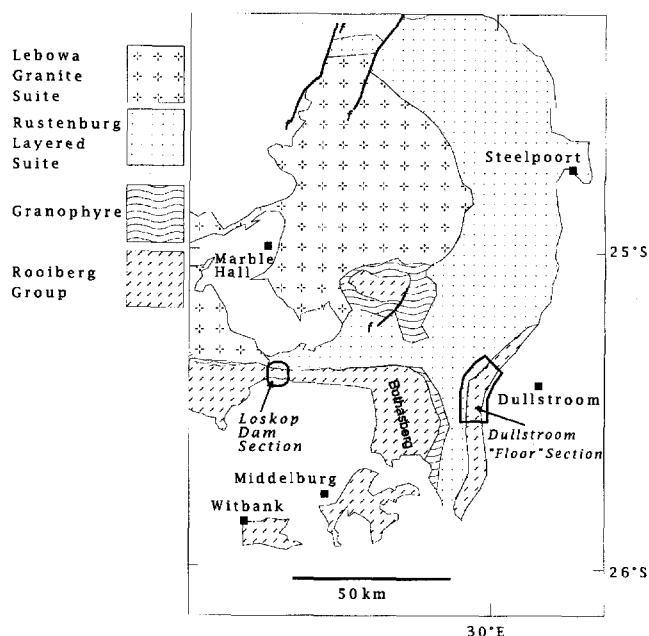 Lebowa
Granite
Suite
Rustenburg
Layered
Suite
Granophyre
Rooiberg
Group
f
f
f
Steelpoort
25°S
Marble
Hall
f
Bothasberg
Dullstroom
Loskop
Dam
Section
Dullstroom
"Floor" Section
Middelburg
Witbank
26°S
50 km
30°E